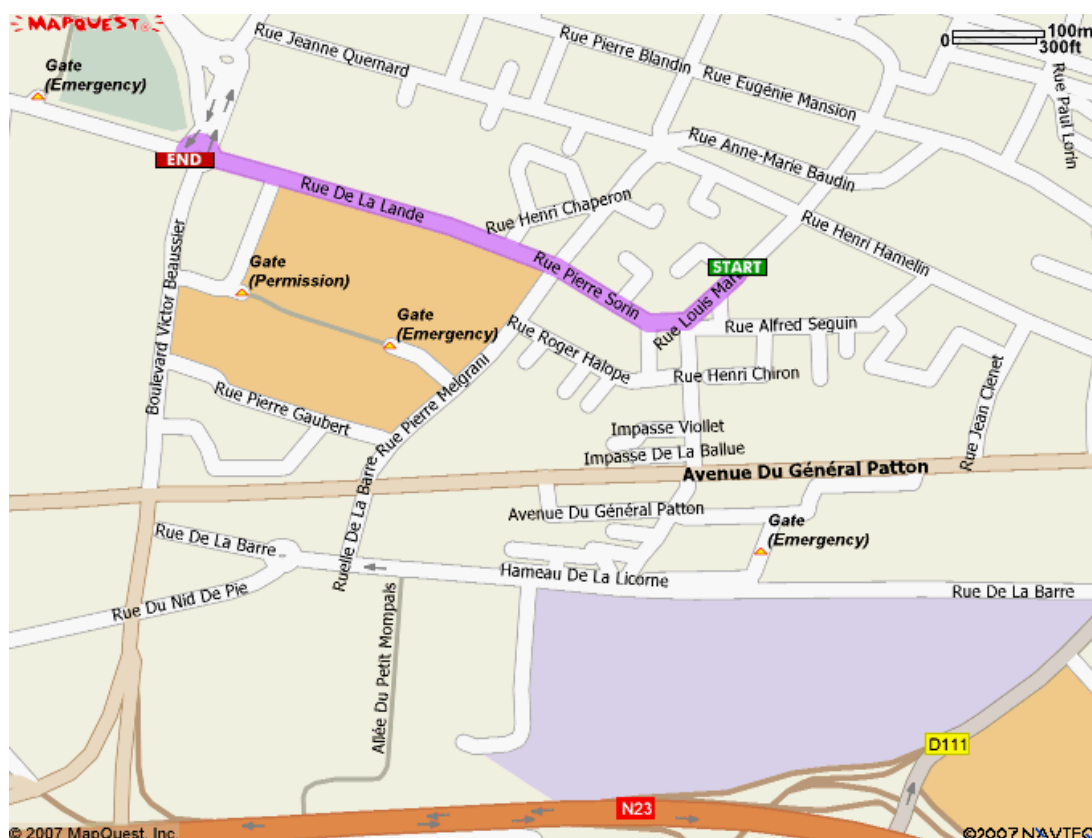 MAPQUEST
100m
0
300ft
Rue Jeanne Quernard
Rue Pierre Blandin
Rue Eugénie Mansion
Rue Paul Lorin
Gate
(Emergency)
Rue Anne-Marie Baudin
END
Rue De La Lande
Rue Henri Chaperon
Rue Henri Hamelin
Boulevard Victor Beaussier
Gate
(Permission)
Rue Pierre Sorin
START
Rue Louis
Gate
(Emergency)
Rue Alfred Seguin
Rue Roger Halope
Rue Henri Chiron
Rue Jean Clenet
Rue Pierre Melgrani
Rue Pierre Gaubert
Impasse Viollet
Impasse De La Ballue
Avenue Du Général Patton
Avenue Du Général Patton
Gate
(Emergency)
Rue De La Barre
Ruelle De La Barre
Hameau De La Licorne
Rue De La Barre
Rue Du Nid De Pie
Allée Du Petit Mompals
D111
N23
© 2007 MapQuest, Inc.
©2007 NAVTEQ